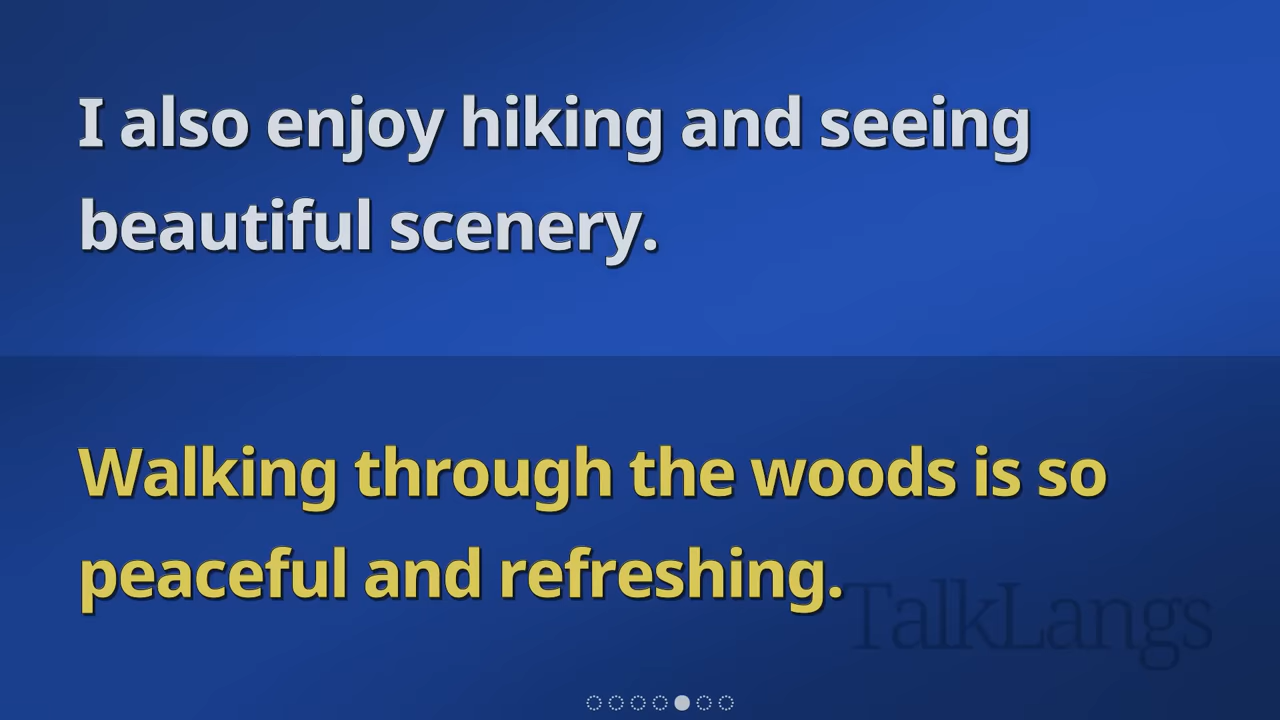 I also enjoy hiking and seeing
beautiful scenery.
Walking through the woods is so
peaceful and refreshing.
TalkLangs